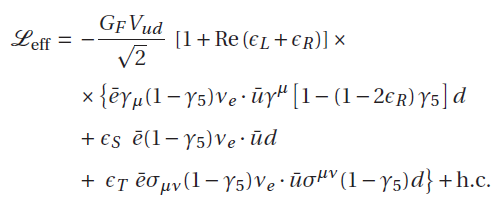 ℒ_eff = − G_F V_ud / √2 [1 + Re (ϵ_L + ϵ_R)] ×
× {ēγ_μ(1 − γ_5)ν_e · ūγ^μ [1 − (1 − 2ϵ_R) γ_5] d
+ ϵ_S ē(1 − γ_5)ν_e · ūd
+ ϵ_T ēσ_μν(1 − γ_5)ν_e · ūσ^μν(1 − γ_5)d} + h.c.